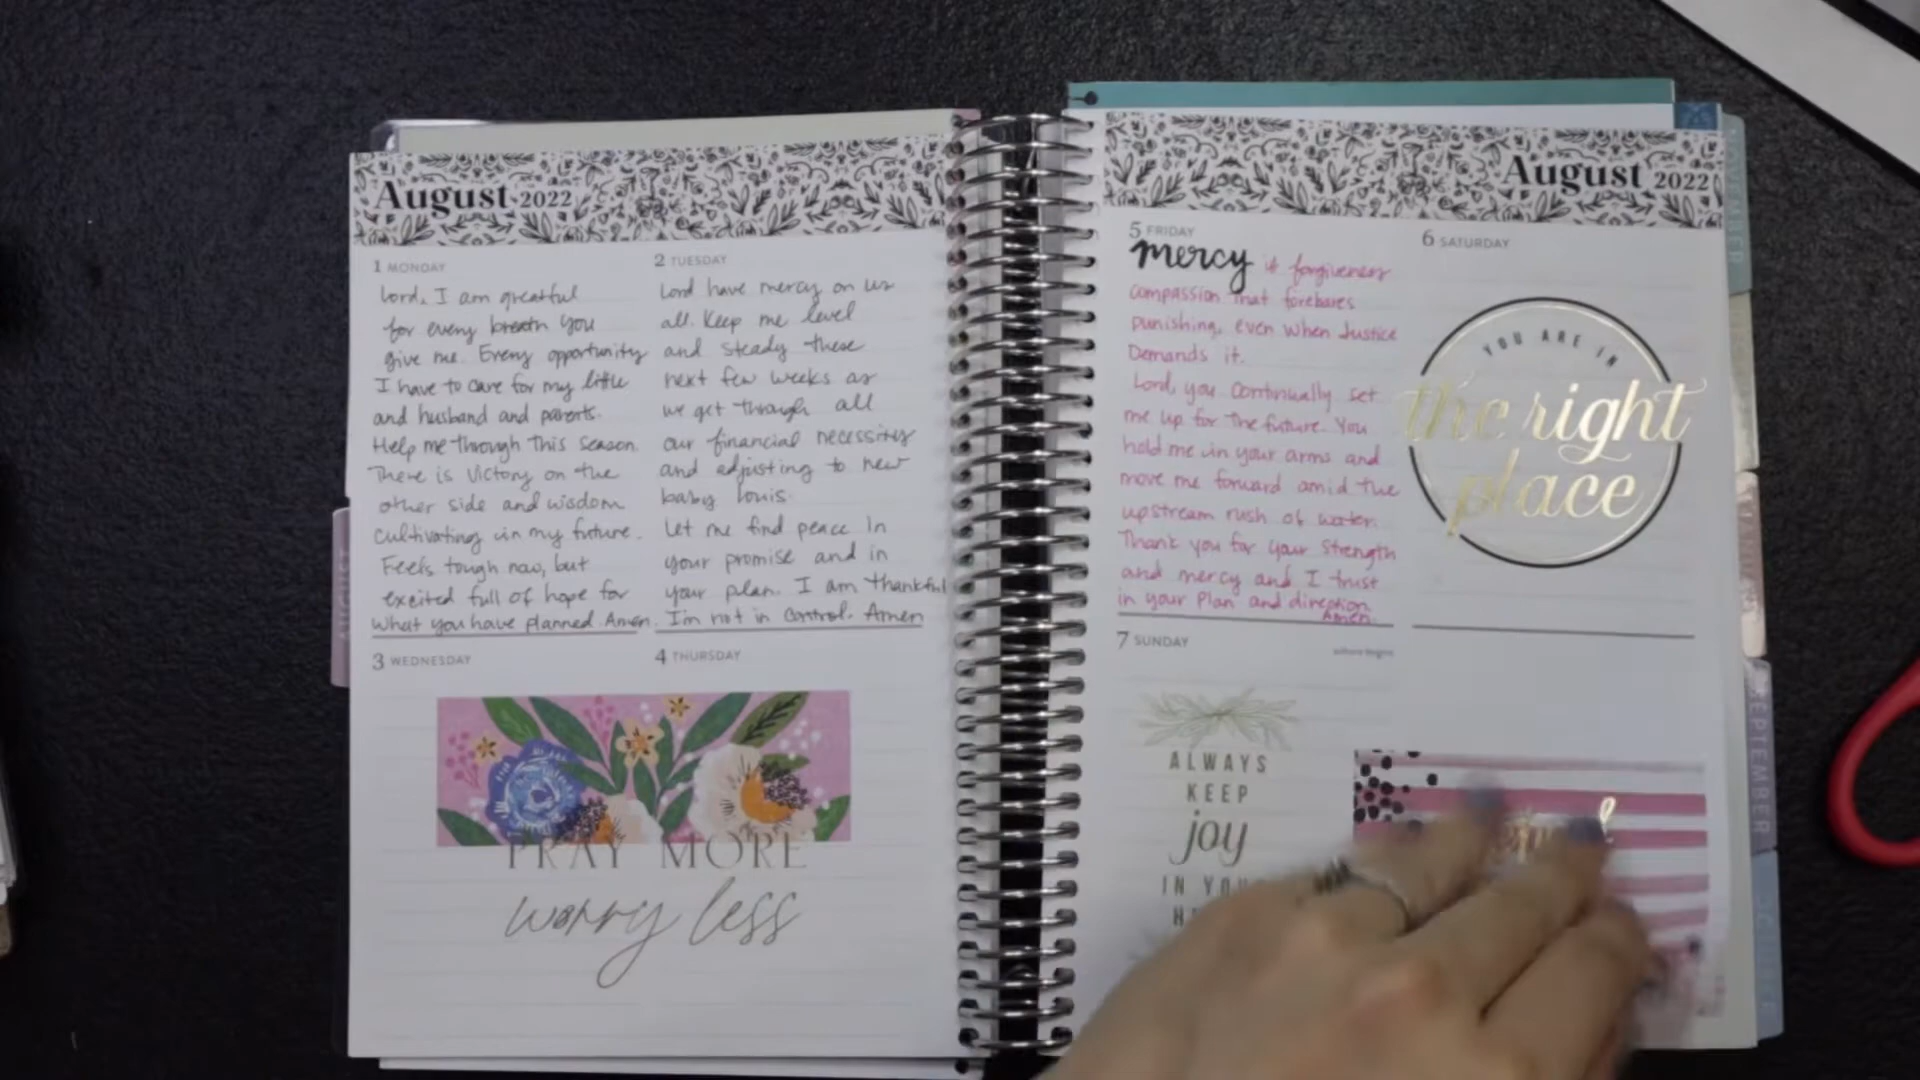 August 2022
1 MONDAY
Lord, I am greatful
for every breath you
give me. Every opportunity
I have to care for my little
and husband and parents.
Help me through this season.
There is victory on the
other side and wisdom
cultivating in my future.
Feels tough now, but
excited full of hope for
what you have planned. Amen.
2 TUESDAY
Lord have mercy on us
all. Keep me level
and steady these
next few weeks as
we get through all
our financial necessities
and adjusting to new
baby Louis.
Let me find peace in
your promise and in
your plan. I am thankful
I'm not in control. Amen
3 WEDNESDAY
4 THURSDAY
PRAY MORE
worry less
August 2022
5 FRIDAY
mercy is forgiveness
compassion that forebares
punishing, even when Justice
Demands it.
Lord, you continually set
me up for the future. You
hold me in your arms and
move me forward amid the
upstream rush of water.
Thank you for your strength
and mercy and I trust
in your Plan and direction
Amen.
6 SATURDAY
YOU ARE IN
the right
place
7 SUNDAY
ALWAYS
KEEP
joy
IN
AUGUST
NOVEMBER
SEPTEMBER